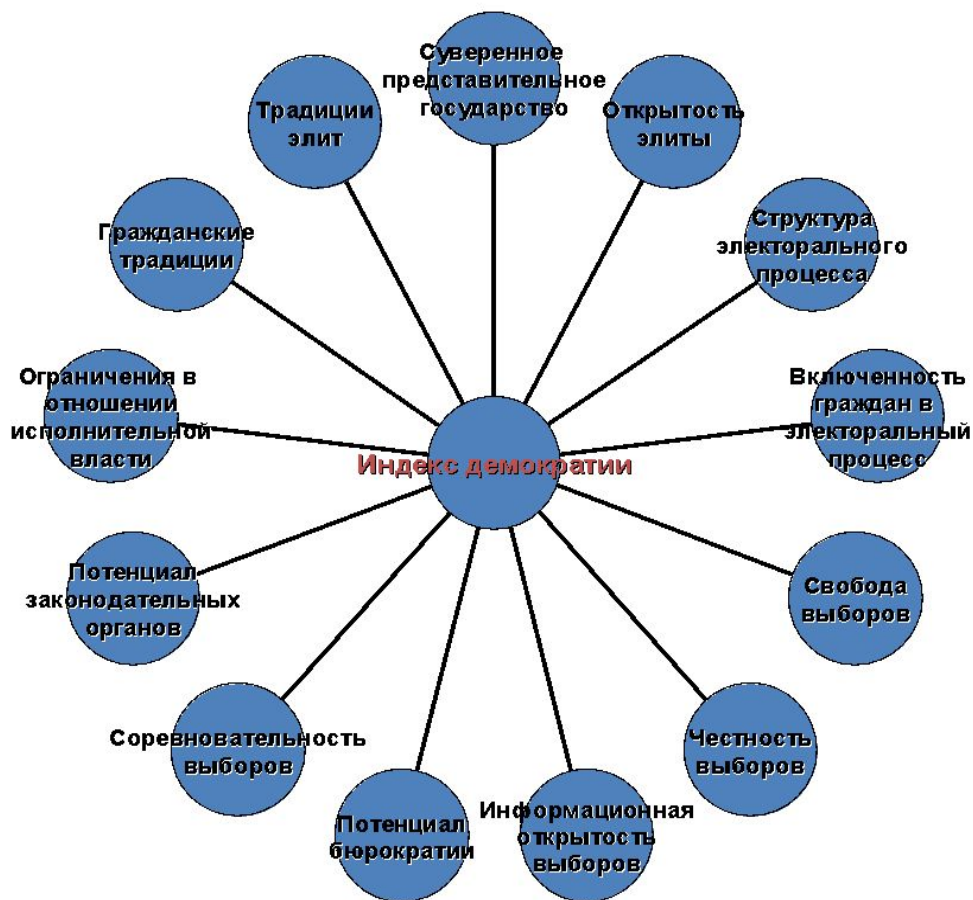 Суверенное
представительное
государство
Открытость
элиты
Структура
электорального
процесса
Включенность
граждан в
электоральный
процесс
Свобода
выборов
Честность
выборов
Информационная
открытость
выборов
Потенциал
бюрократии
Соревновательность
выборов
Потенциал
законодательных
органов
Ограничения в
отношении
исполнительной
власти
Гражданские
традиции
Традиции
элит
Индекс демократии